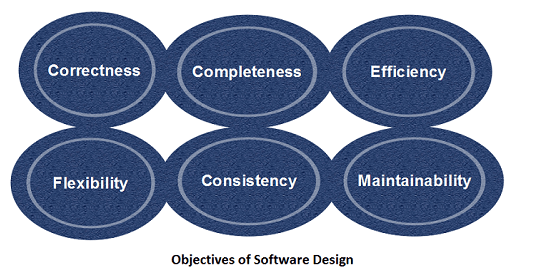 Correctness
Completeness
Efficiency
Flexibility
Consistency
Maintainability
Objectives of Software Design